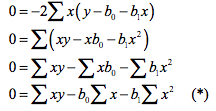 0 = -2∑ x(y - b₀ - b₁x)
0 = ∑(xy - xb₀ - b₁x²)
0 = ∑ xy - ∑ xb₀ - ∑ b₁x²
0 = ∑ xy - b₀∑ x - b₁∑ x² (*)